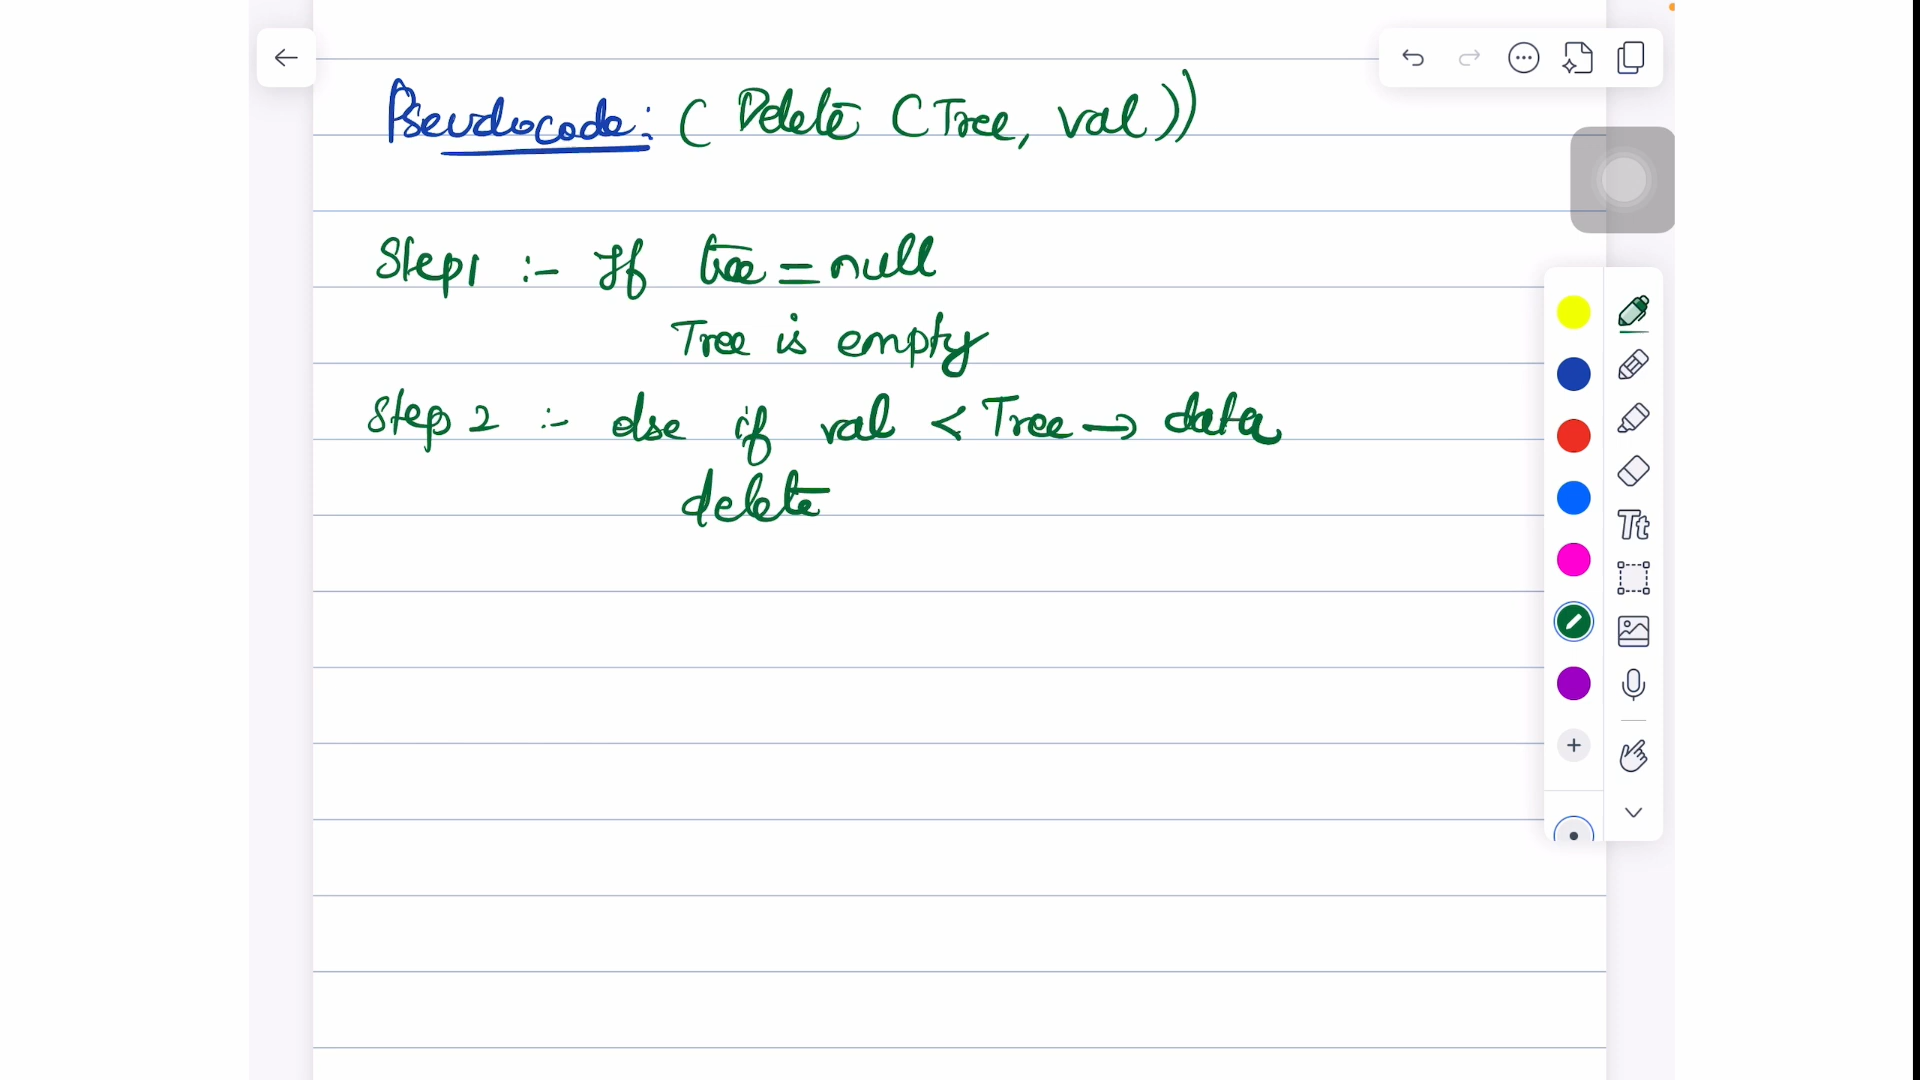 Pseudocode: ( Delete (Tree, val))
Step1 :- If tree = null
Tree is empty
Step 2 :- else if val < Tree → data
delete
Tt